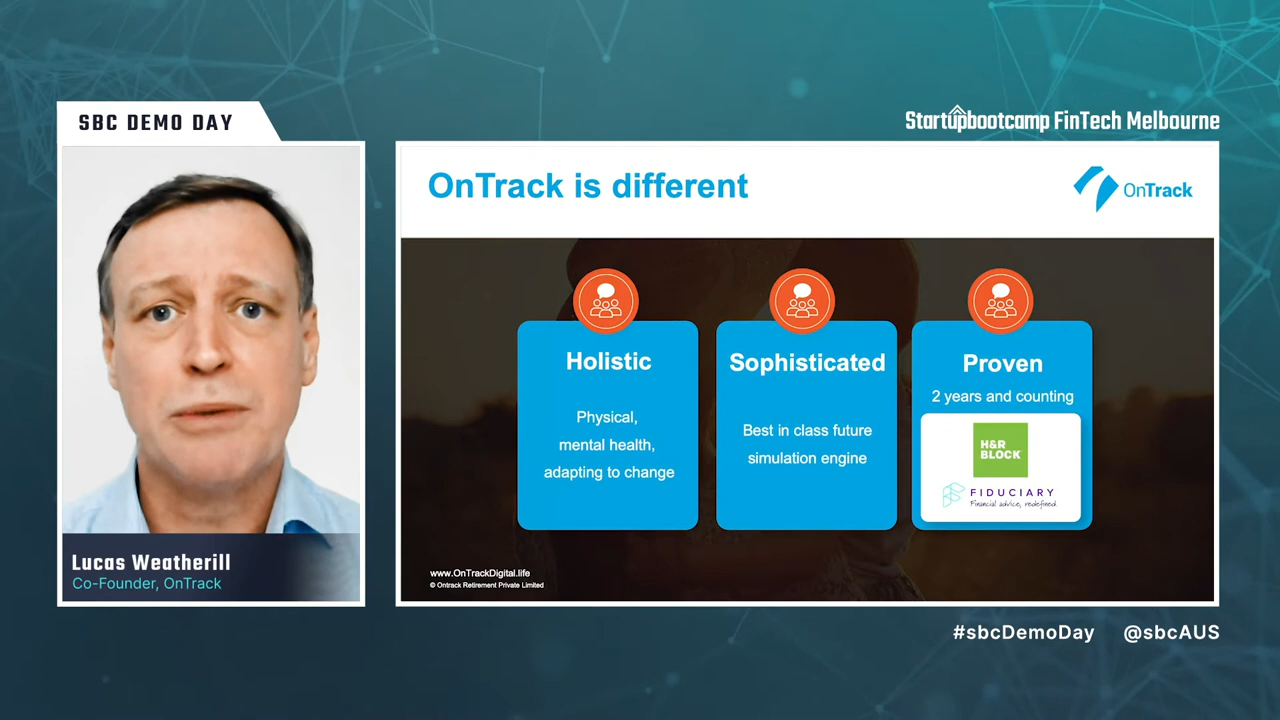 SBC DEMO DAY
Startupbootcamp FinTech Melbourne
OnTrack is different
OnTrack
Holistic
Physical,
mental health,
adapting to change
Sophisticated
Best in class future
simulation engine
Proven
2 years and counting
H&R
BLOCK
FIDUCIARY
Financial advice, redefined.
www.OnTrackDigital.life
© Ontrack Retirement Private Limited
Lucas Weatherill
Co-Founder, OnTrack
#sbcDemoDay @sbcAUS